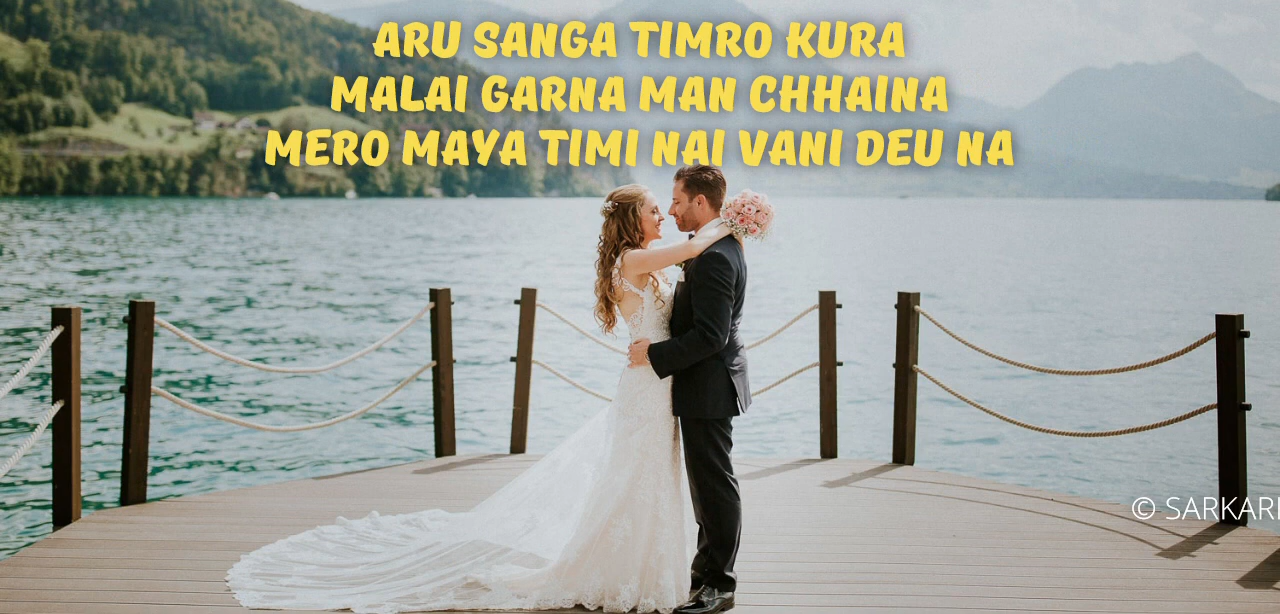 ARU SANGA TIMRO KURA
MALAI GARNA MAN CHHAINA
MERO MAYA TIMI NAI VANI DEU NA
© SARKARI